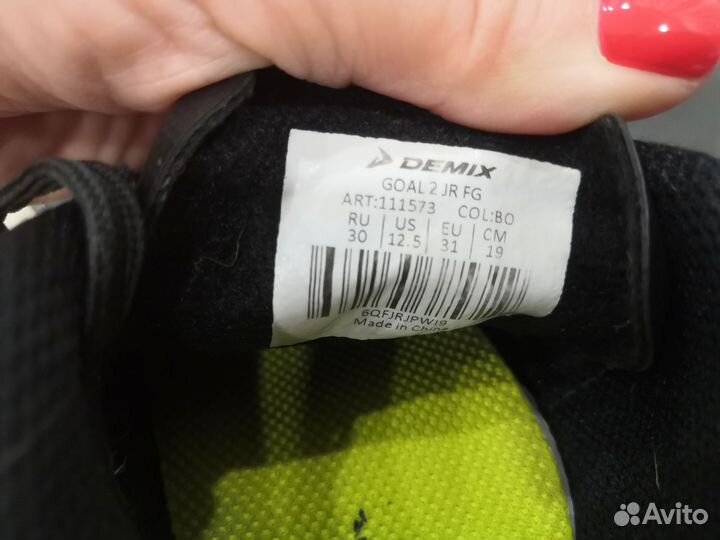 DEMIX
GOAL 2 JR FG
ART:111573 COL:BO
RU US EU CM
30 12.5 31 19
6QFJRJPWI9
Made in China
Avito